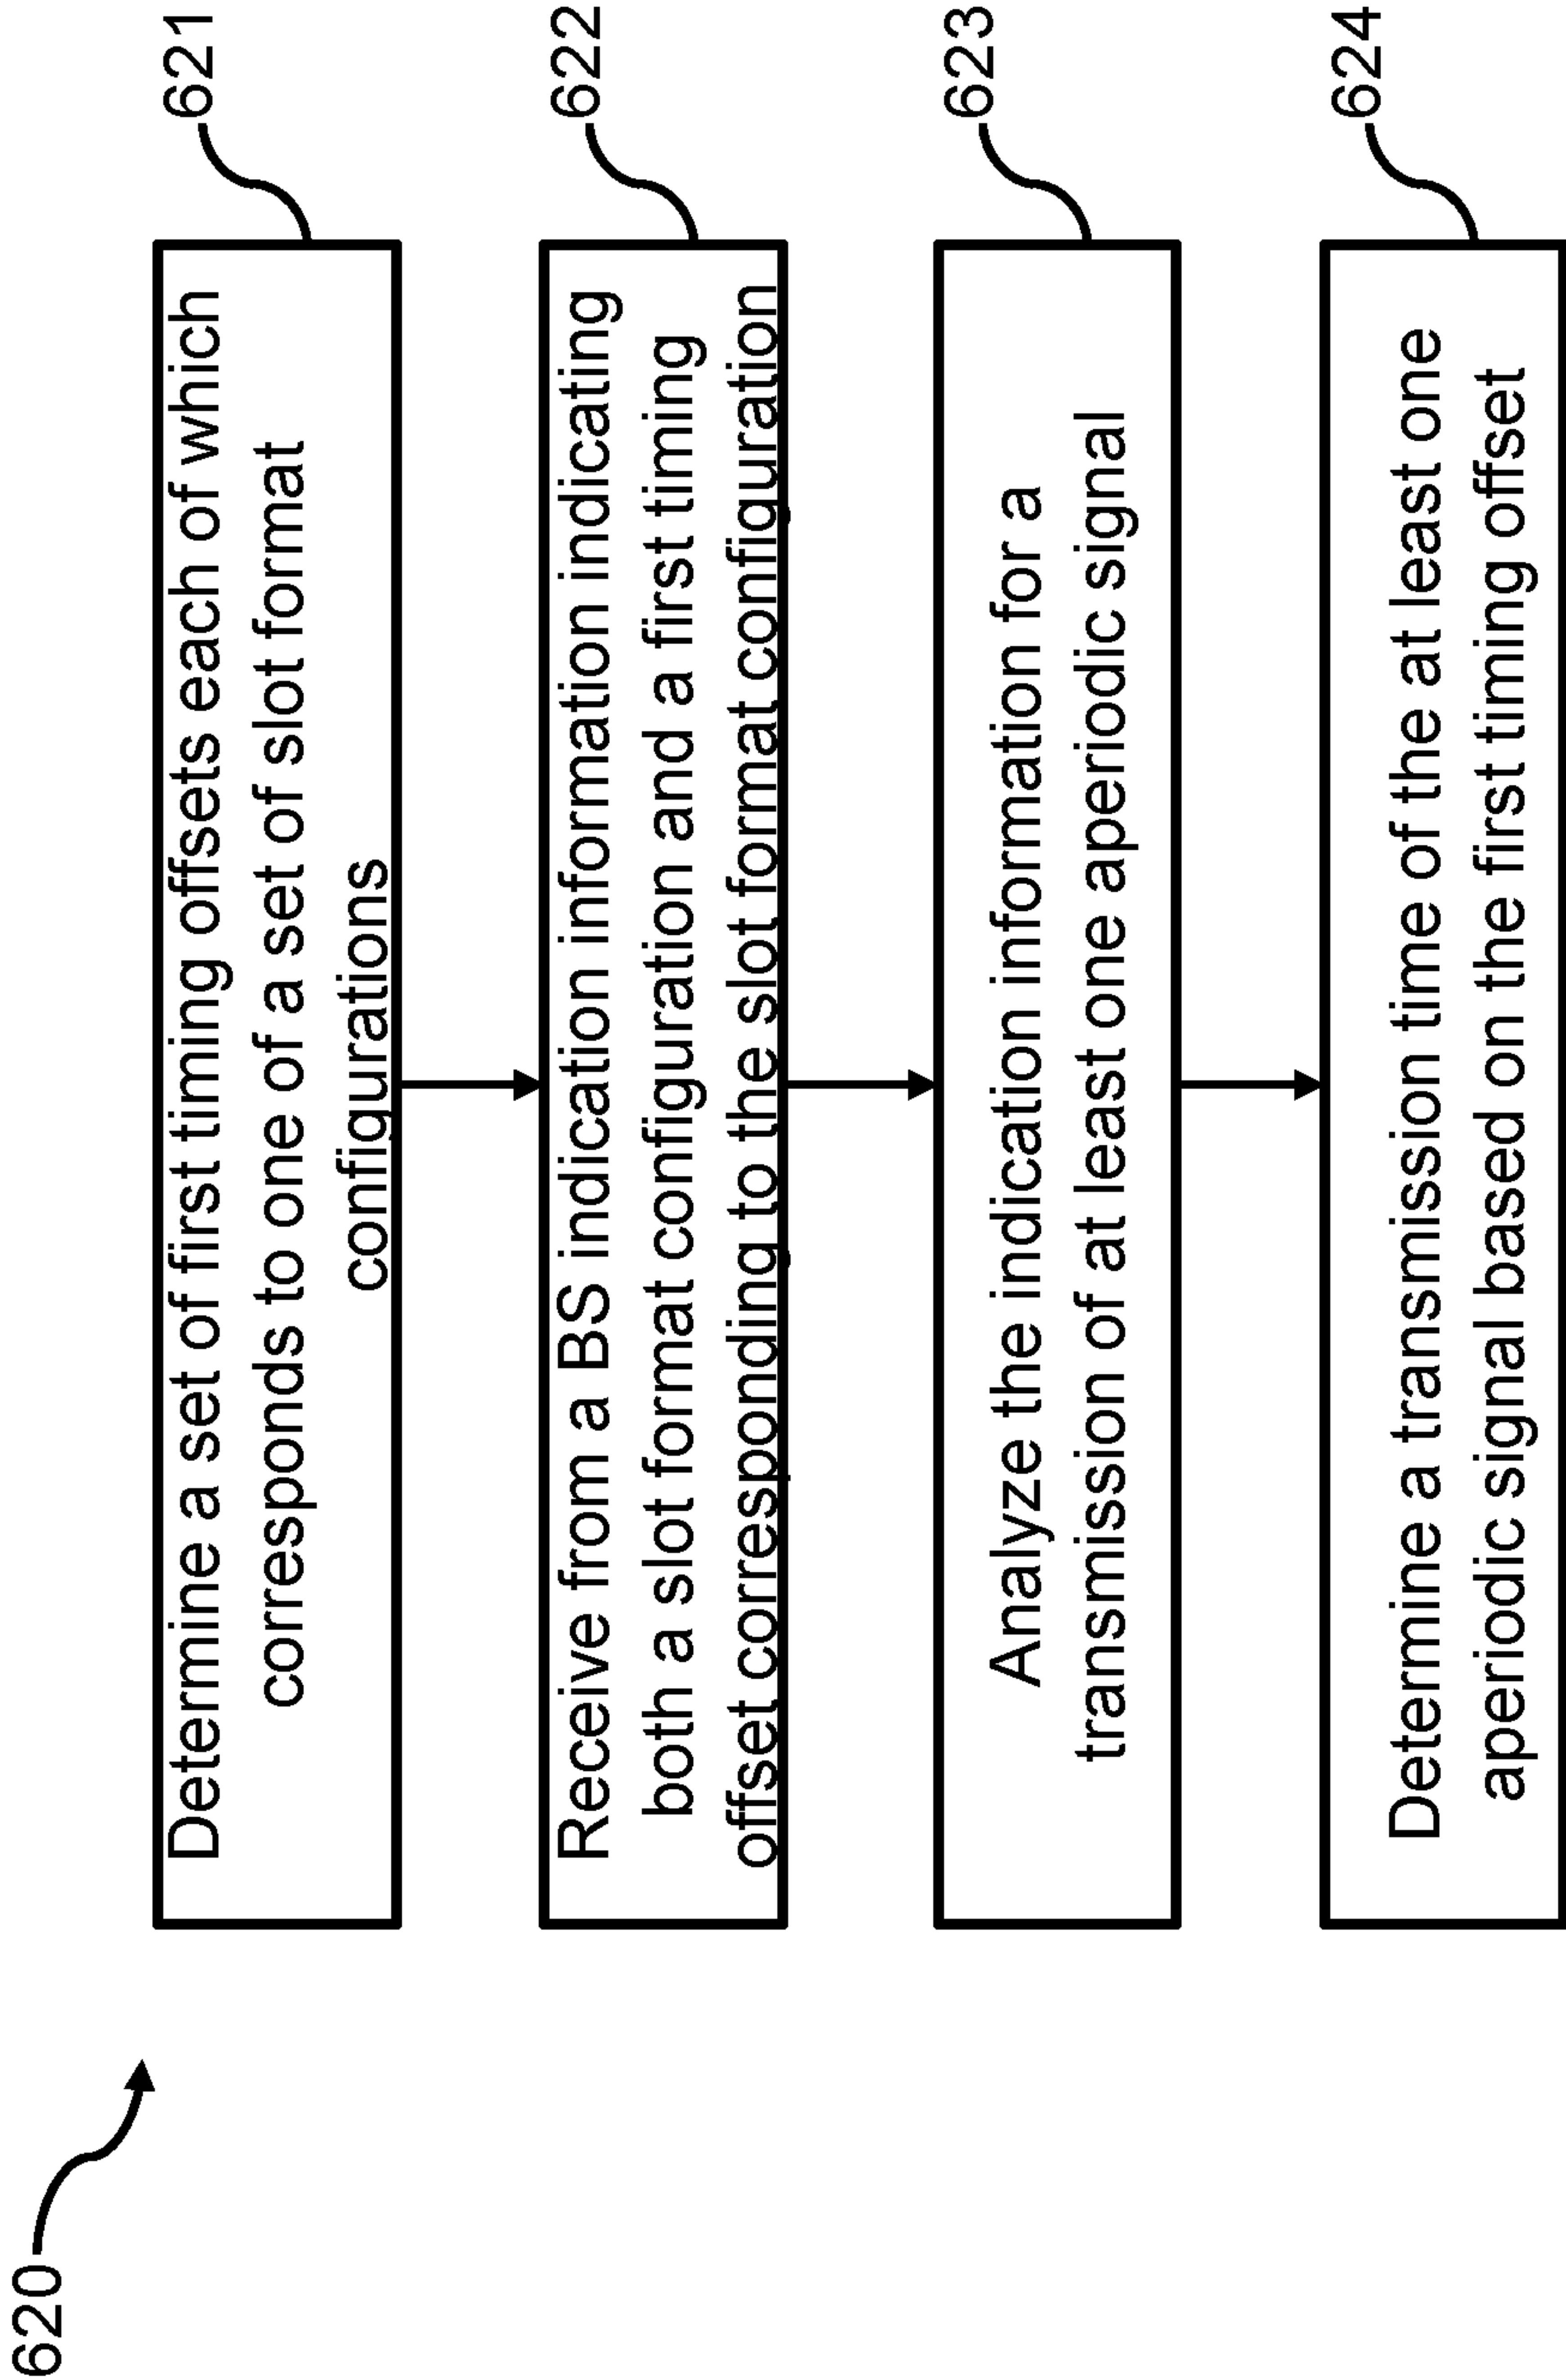 620
Determine a set of first timing offsets each of which
corresponds to one of a set of slot format
configurations
621
Receive from a BS indication information indicating
both a slot format configuration and a first timing
offset corresponding to the slot format configuration
622
Analyze the indication information for a
transmission of at least one aperiodic signal
623
Determine a transmission time of the at least one
aperiodic signal based on the first timing offset
624